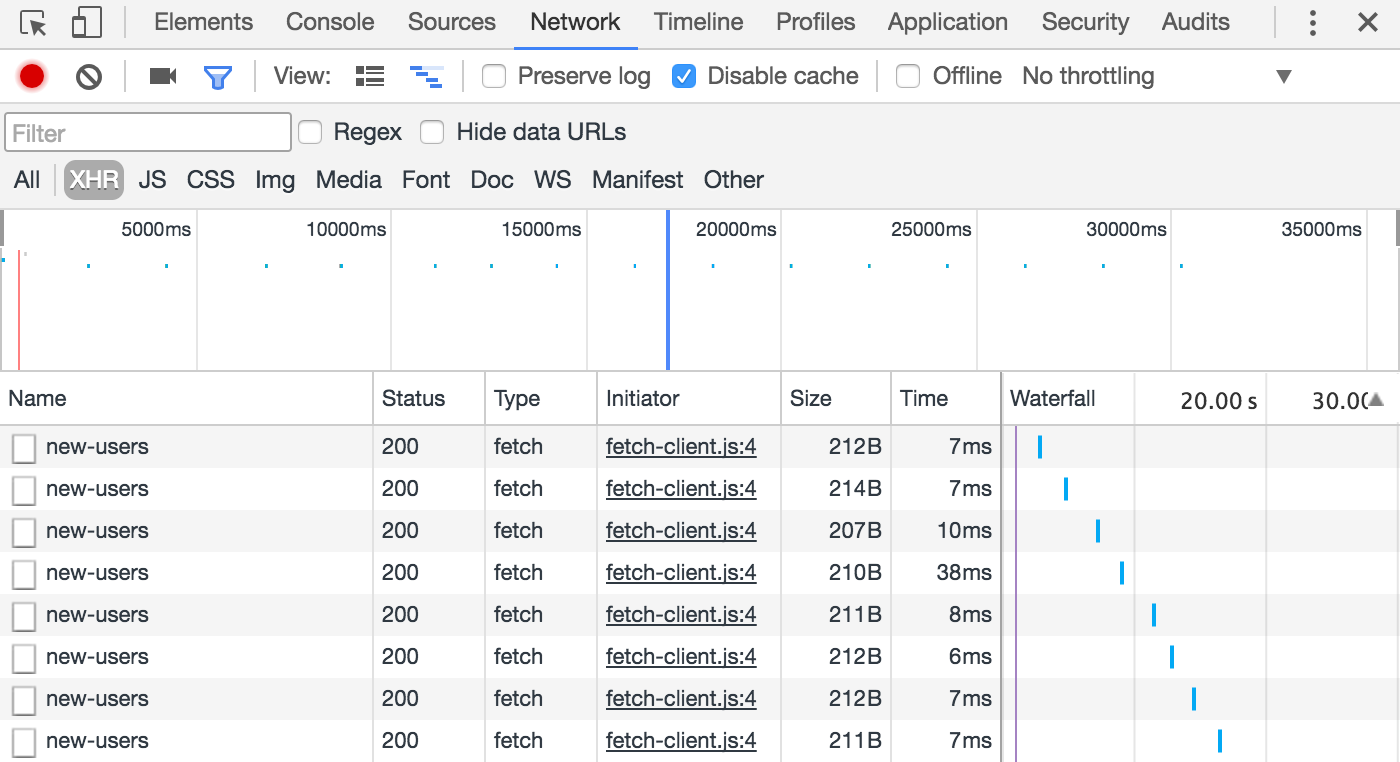 Elements Console Sources Network Timeline Profiles Application Security Audits
View: Preserve log Disable cache Offline No throttling
Filter Regex Hide data URLs
All XHR JS CSS Img Media Font Doc WS Manifest Other
5000ms 10000ms 15000ms 20000ms 25000ms 30000ms 35000ms
Name Status Type Initiator Size Time Waterfall 20.00 s 30.00
new-users 200 fetch fetch-client.js:4 212B 7ms
new-users 200 fetch fetch-client.js:4 214B 7ms
new-users 200 fetch fetch-client.js:4 207B 10ms
new-users 200 fetch fetch-client.js:4 210B 38ms
new-users 200 fetch fetch-client.js:4 211B 8ms
new-users 200 fetch fetch-client.js:4 212B 6ms
new-users 200 fetch fetch-client.js:4 212B 7ms
new-users 200 fetch fetch-client.js:4 211B 7ms